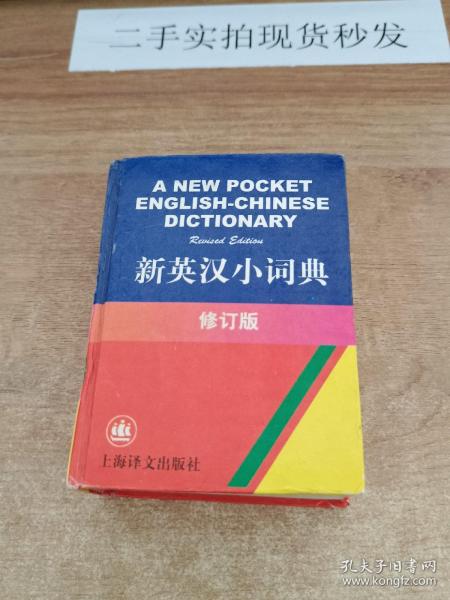 二手实拍现货秒发
A NEW POCKET
ENGLISH-CHINESE
DICTIONARY
Revised Edition
新英汉小词典
修订版
上海译文出版社
孔夫子旧书网
www.kongfz.com